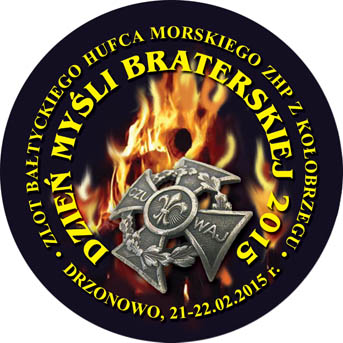 • ZLOT BAŁTYCKIEGO HUFCA MORSKIEGO ZHP Z KOŁOBRZEGU •
DZIEŃ MYŚLI BRATERSKIEJ 2015
CZU
WAJ
DRZONOWO, 21-22.02.2015 r.